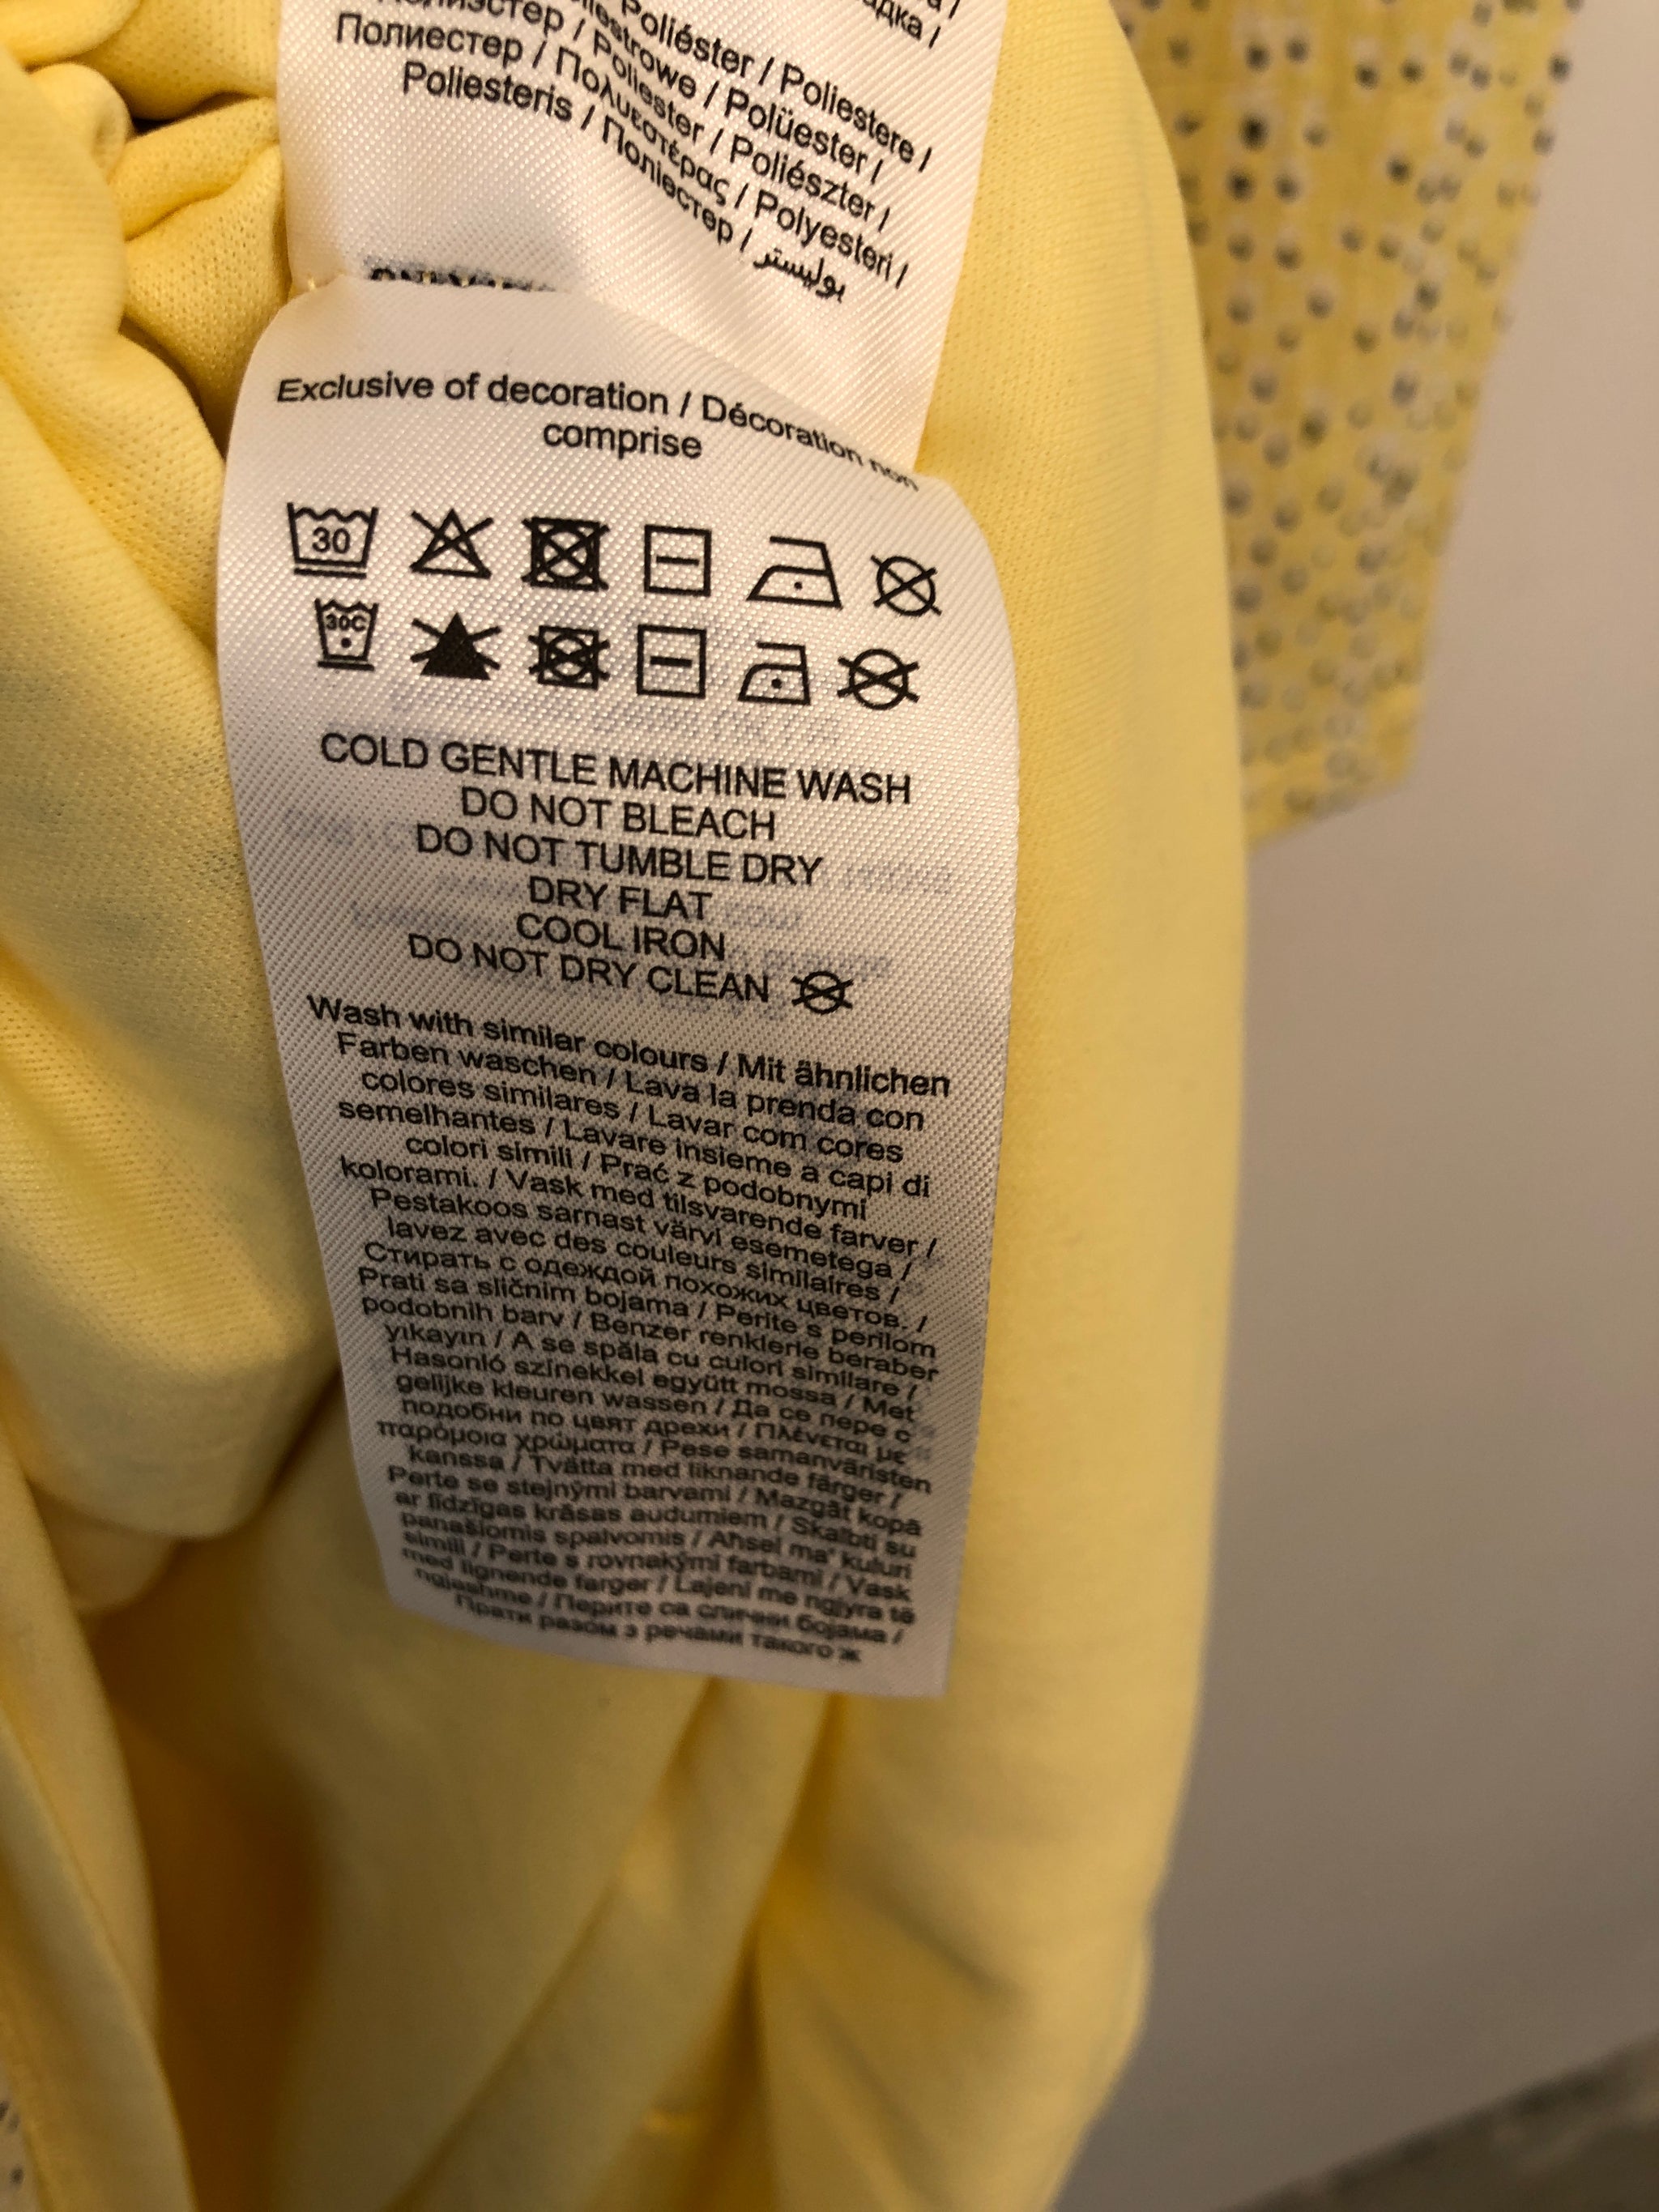 дка /
Poliéster / Poliestere /
Polüester /
Полиестер / Poliester / Poliészter /
Πολυεστέρας / Polyesteri /
Poliesteris / Поліестер / بوليستر
Exclusive of decoration / Décoration non
comprise
30
30C
COLD GENTLE MACHINE WASH
DO NOT BLEACH
DO NOT TUMBLE DRY
DRY FLAT
COOL IRON
DO NOT DRY CLEAN
Wash with similar colours / Mit ähnlichen
Farben waschen / Lava la prenda con
colores similares / Lavar com cores
semelhantes / Lavare insieme a capi di
colori simili / Prać z podobnymi
kolorami. / Vask med tilsvarende farver /
Pestakoos sarnast värvi esemetega /
lavez avec des couleurs similaires /
Стирать с одеждой похожих цветов. /
Prati sa sličnim bojama / Perite s perilom
podobnih barv / Benzer renklerle beraber
yıkayın / A se spăla cu culori similare /
Hasonló színekkel együtt mossa / Met
gelijke kleuren wassen / Да се пере с
подобни по цвят дрехи / Πλένεται με
παρόμοια χρώματα / Pese samanväristen
kanssa / Tvätta med liknande färger /
Perte se stejnými barvami / Mazgāt kopā
ar līdzīgas krāsas audumiem / Skalbti su
panašiomis spalvomis / Aħsel ma' kuluri
simili / Perte s rovnakými farbami / Vask
med lignende farger / Lajeni me ngjyra të
ngjashme / Перите са слични бојама /
Прати разом з речами такого ж